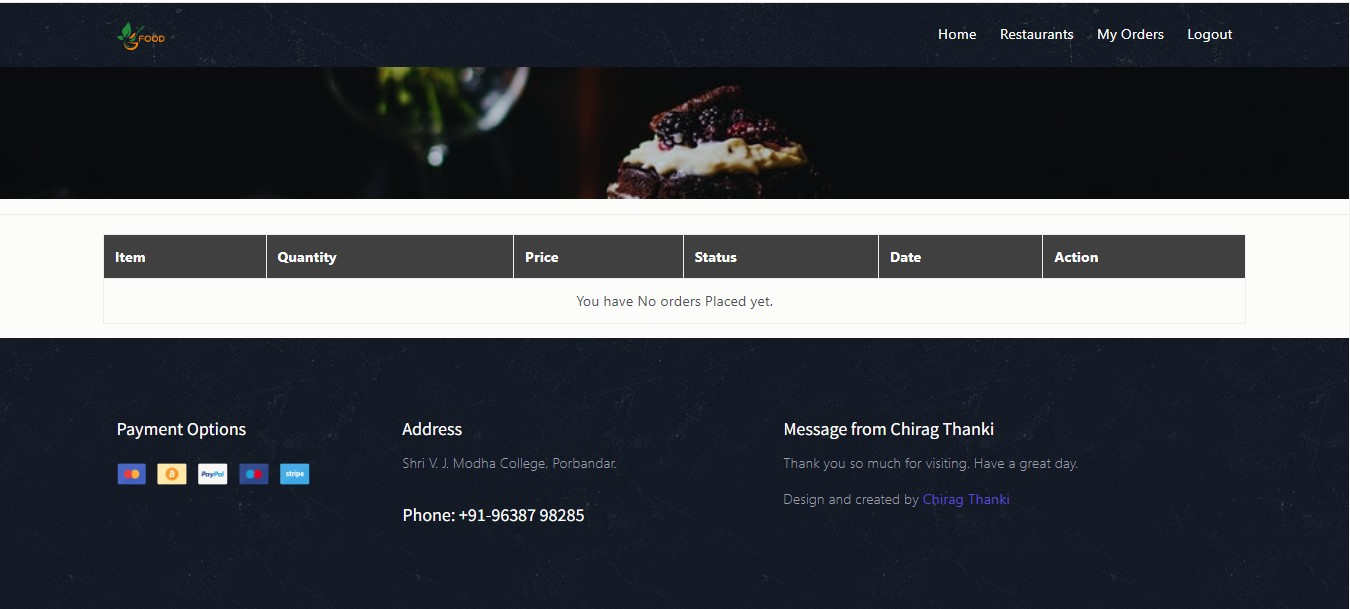 FOOD
Home Restaurants My Orders Logout
Item Quantity Price Status Date Action
You have No orders Placed yet.
Payment Options Address Message from Chirag Thanki
PayPal stripe Shri V. J. Modha College, Porbandar. Thank you so much for visiting. Have a great day.
Design and created by Chirag Thanki
Phone: +91-96387 98285